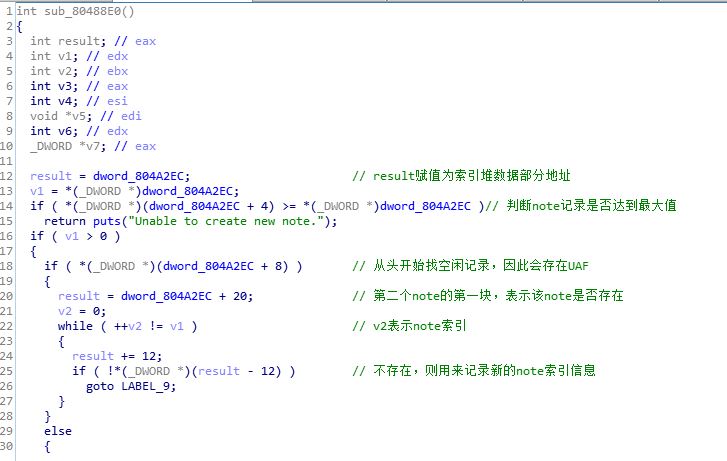 1 int sub_80488E0()
2 {
3 int result; // eax
4 int v1; // edx
5 int v2; // ebx
6 int v3; // eax
7 int v4; // esi
8 void *v5; // edi
9 int v6; // edx
10 _DWORD *v7; // eax
11
12 result = dword_804A2EC; // result赋值为索引堆数据部分地址
13 v1 = *(_DWORD *)dword_804A2EC;
14 if ( *(_DWORD *)(dword_804A2EC + 4) >= *(_DWORD *)dword_804A2EC )// 判断note记录是否达到最大值
15 return puts("Unable to create new note.");
16 if ( v1 > 0 )
17 {
18 if ( *(_DWORD *)(dword_804A2EC + 8) ) // 从头开始找空闲记录，因此会存在UAF
19 {
20 result = dword_804A2EC + 20; // 第二个note的第一块，表示该note是否存在
21 v2 = 0;
22 while ( ++v2 != v1 ) // v2表示note索引
23 {
24 result += 12;
25 if ( !*(_DWORD *)(result - 12) ) // 不存在，则用来记录新的note索引信息
26 goto LABEL_9;
27 }
28 }
29 else
30 {